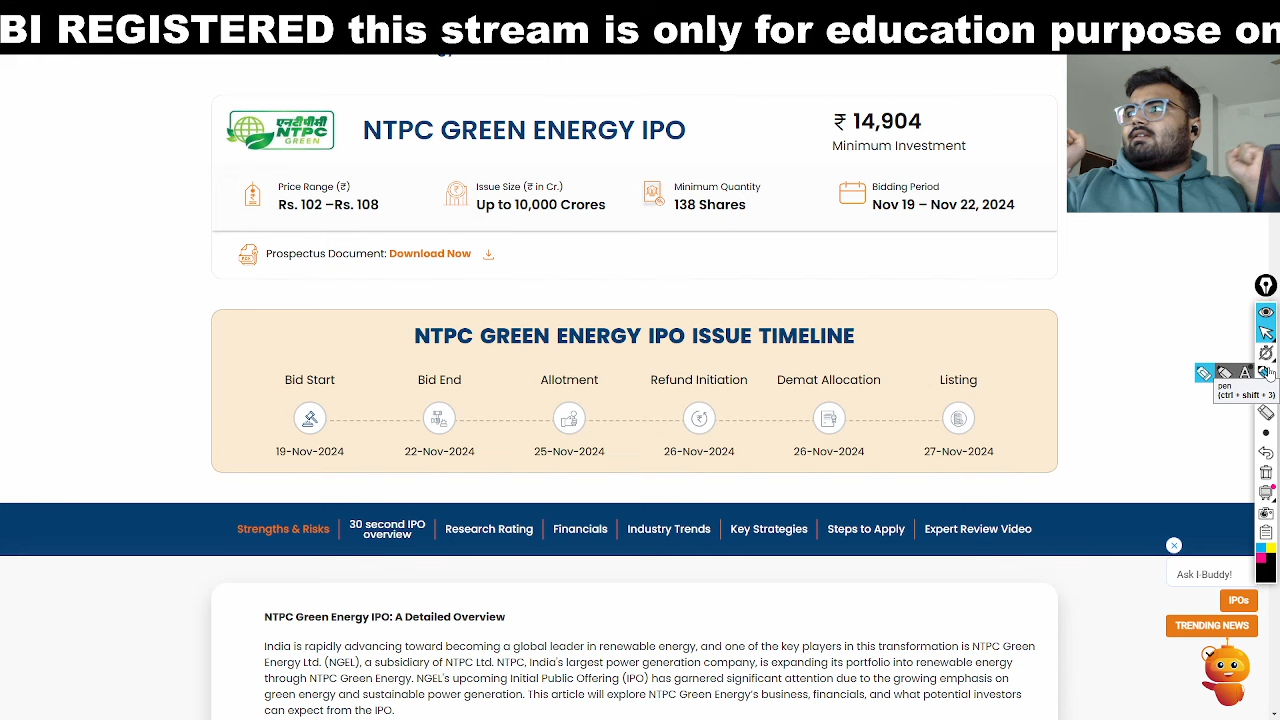 BI REGISTERED this stream is only for education purpose on
एनटीपीसी
NTPC
GREEN
NTPC GREEN ENERGY IPO
₹ 14,904
Minimum Investment
Price Range (₹)
Rs. 102 –Rs. 108
Issue Size (₹ in Cr.)
Up to 10,000 Crores
Minimum Quantity
138 Shares
Bidding Period
Nov 19 – Nov 22, 2024
Prospectus Document: Download Now
NTPC GREEN ENERGY IPO ISSUE TIMELINE
Bid Start
Bid End
Allotment
Refund Initiation
Demat Allocation
Listing
19-Nov-2024
22-Nov-2024
25-Nov-2024
26-Nov-2024
26-Nov-2024
27-Nov-2024
pen
(ctrl + shift + 3)
Strengths & Risks
30 second IPO
overview
Research Rating
Financials
Industry Trends
Key Strategies
Steps to Apply
Expert Review Video
Ask I-Buddy!
IPOs
TRENDING NEWS
NTPC Green Energy IPO: A Detailed Overview
India is rapidly advancing toward becoming a global leader in renewable energy, and one of the key players in this transformation is NTPC Green
Energy Ltd. (NGEL), a subsidiary of NTPC Ltd. NTPC. India's largest power generation company, is expanding its portfolio into renewable energy
through NTPC Green Energy. NGEL's upcoming Initial Public Offering (IPO) has garnered significant attention due to the growing emphasis on
green energy and sustainable power generation. This article will explore NTPC Green Energy's business, financials, and what potential investors
can expect from the IPO.